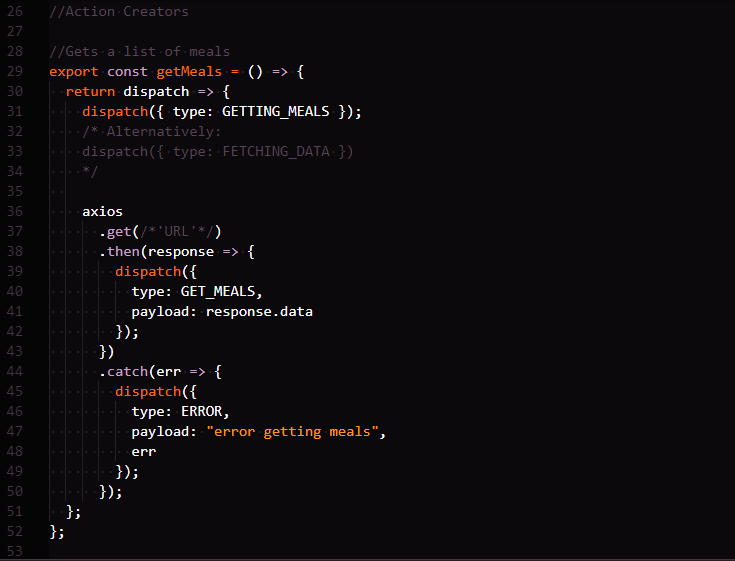 26 //Action Creators
27
28 //Gets a list of meals
29 export const getMeals = () => {
30   return dispatch => {
31     dispatch({ type: GETTING_MEALS });
32     /* Alternatively:
33     dispatch({ type: FETCHING_DATA })
34     */
35
36     axios
37       .get(/*'URL'*/)
38       .then(response => {
39         dispatch({
40           type: GET_MEALS,
41           payload: response.data
42         });
43       })
44       .catch(err => {
45         dispatch({
46           type: ERROR,
47           payload: "error getting meals",
48           err
49         });
50       });
51   };
52 };
53